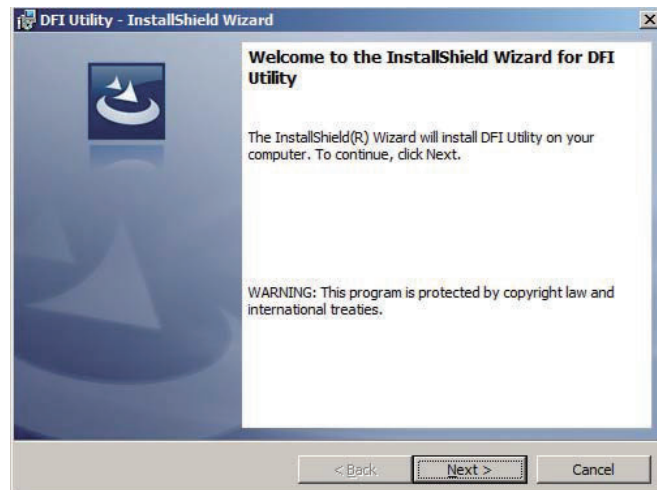 DFI Utility - InstallShield Wizard
Welcome to the InstallShield Wizard for DFI
Utility
The InstallShield(R) Wizard will install DFI Utility on your
computer. To continue, click Next.
WARNING: This program is protected by copyright law and
international treaties.
< Back Next > Cancel